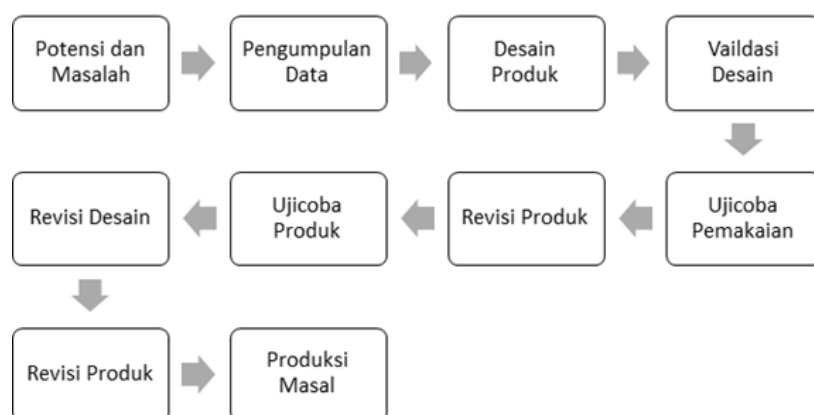 Potensi dan
Masalah
Pengumpulan
Data
Desain
Produk
Vaildasi
Desain
Ujicoba
Pemakaian
Revisi Produk
Ujicoba
Produk
Revisi Desain
Revisi Produk
Produksi
Masal